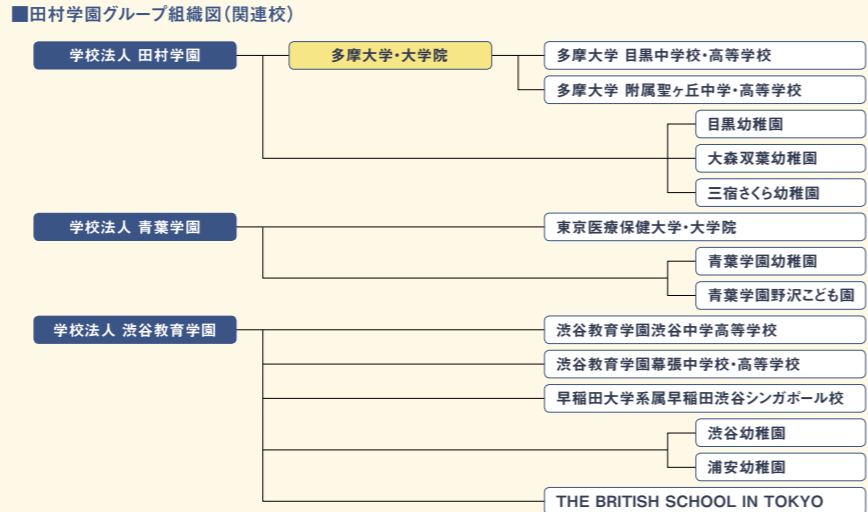 ■田村学園グループ組織図(関連校)
学校法人 田村学園
多摩大学・大学院
多摩大学 目黒中学校・高等学校
多摩大学 附属聖ヶ丘中学・高等学校
目黒幼稚園
大森双葉幼稚園
三宿さくら幼稚園
学校法人 青葉学園
東京医療保健大学・大学院
青葉学園幼稚園
青葉学園野沢こども園
学校法人 渋谷教育学園
渋谷教育学園渋谷中学高等学校
渋谷教育学園幕張中学校・高等学校
早稲田大学系属早稲田渋谷シンガポール校
渋谷幼稚園
浦安幼稚園
THE BRITISH SCHOOL IN TOKYO